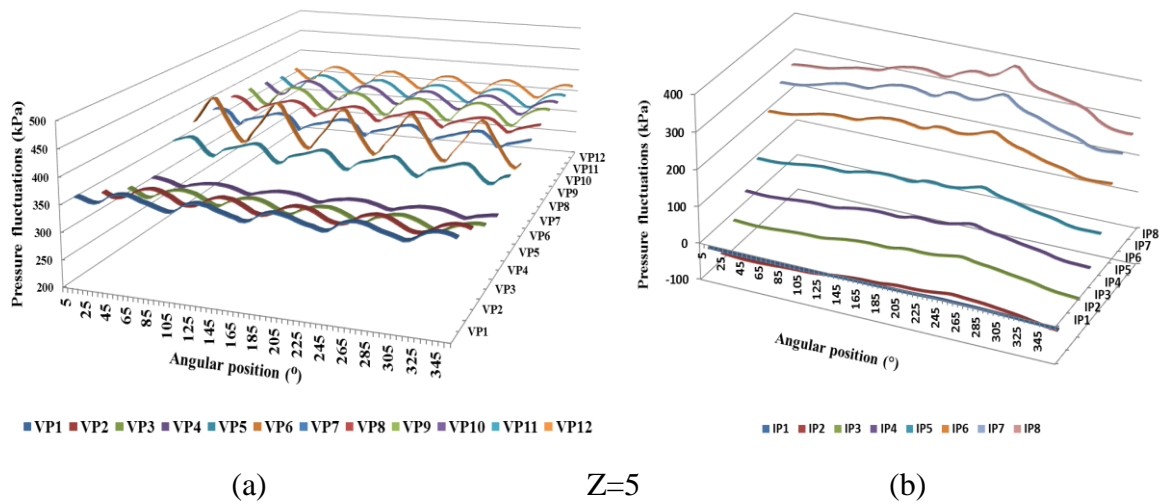 Pressure fluctuations (kPa)
500
450
400
350
300
250
200
5
25
45
65
85
105
125
145
165
185
205
225
245
265
285
305
325
345
Angular position (º)
VP12
VP11
VP10
VP9
VP8
VP7
VP6
VP5
VP4
VP3
VP2
VP1
VP1 VP2 VP3 VP4 VP5 VP6 VP7 VP8 VP9 VP10 VP11 VP12
Pressure fluctuations (kPa)
400
300
200
100
0
-100
5
25
45
65
85
105
125
145
165
185
205
225
245
265
285
305
325
345
Angular position (°)
IP8
IP7
IP6
IP5
IP4
IP3
IP2
IP1
IP1 IP2 IP3 IP4 IP5 IP6 IP7 IP8
(a) Z=5 (b)